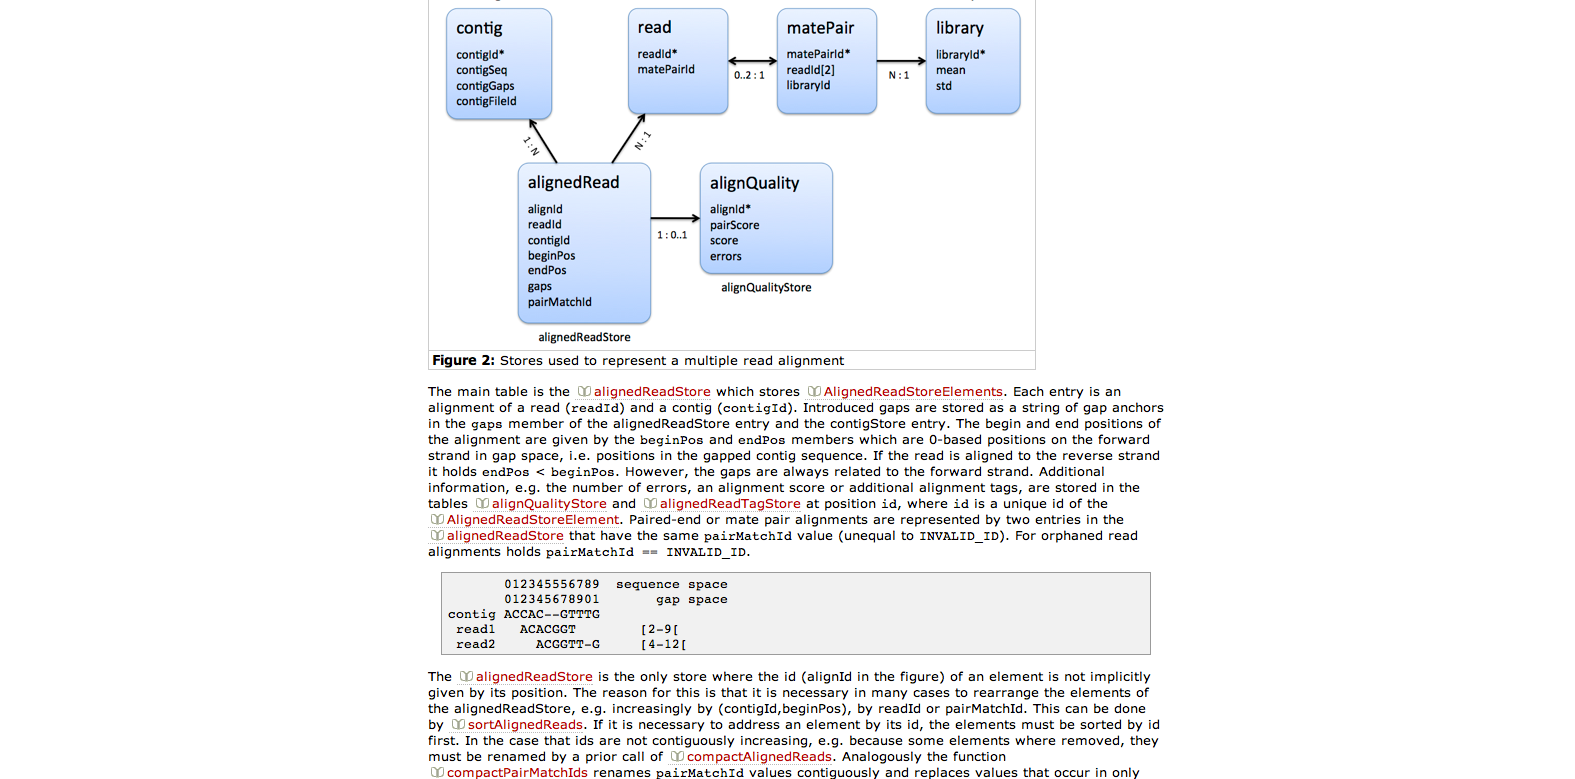 contig
contigId*
contigSeq
contigGaps
contigFileId
read
readId*
matePairId
0..2 : 1
matePair
matePairId*
readId[2]
libraryId
N : 1
library
libraryId*
mean
std
1 : N
N : 1
alignedRead
alignId
readId
contigId
beginPos
endPos
gaps
pairMatchId
alignedReadStore
1 : 0..1
alignQuality
alignId*
pairScore
score
errors
alignQualityStore
Figure 2: Stores used to represent a multiple read alignment
The main table is the alignedReadStore which stores AlignedReadStoreElements. Each entry is an
alignment of a read (readId) and a contig (contigId). Introduced gaps are stored as a string of gap anchors
in the gaps member of the alignedReadStore entry and the contigStore entry. The begin and end positions of
the alignment are given by the beginPos and endPos members which are 0-based positions on the forward
strand in gap space, i.e. positions in the gapped contig sequence. If the read is aligned to the reverse strand
it holds endPos < beginPos. However, the gaps are always related to the forward strand. Additional
information, e.g. the number of errors, an alignment score or additional alignment tags, are stored in the
tables alignQualityStore and alignedReadTagStore at position id, where id is a unique id of the
AlignedReadStoreElement. Paired-end or mate pair alignments are represented by two entries in the
alignedReadStore that have the same pairMatchId value (unequal to INVALID_ID). For orphaned read
alignments holds pairMatchId == INVALID_ID.
012345556789 sequence space
012345678901 gap space
contig ACCAC--GTTTG
read1 ACACGGT [2-9[
read2 ACGGTT-G [4-12[
The alignedReadStore is the only store where the id (alignId in the figure) of an element is not implicitly
given by its position. The reason for this is that it is necessary in many cases to rearrange the elements of
the alignedReadStore, e.g. increasingly by (contigId,beginPos), by readId or pairMatchId. This can be done
by sortAlignedReads. If it is necessary to address an element by its id, the elements must be sorted by id
first. In the case that ids are not contiguously increasing, e.g. because some elements where removed, they
must be renamed by a prior call of compactAlignedReads. Analogously the function
compactPairMatchIds renames pairMatchId values contiguously and replaces values that occur in only